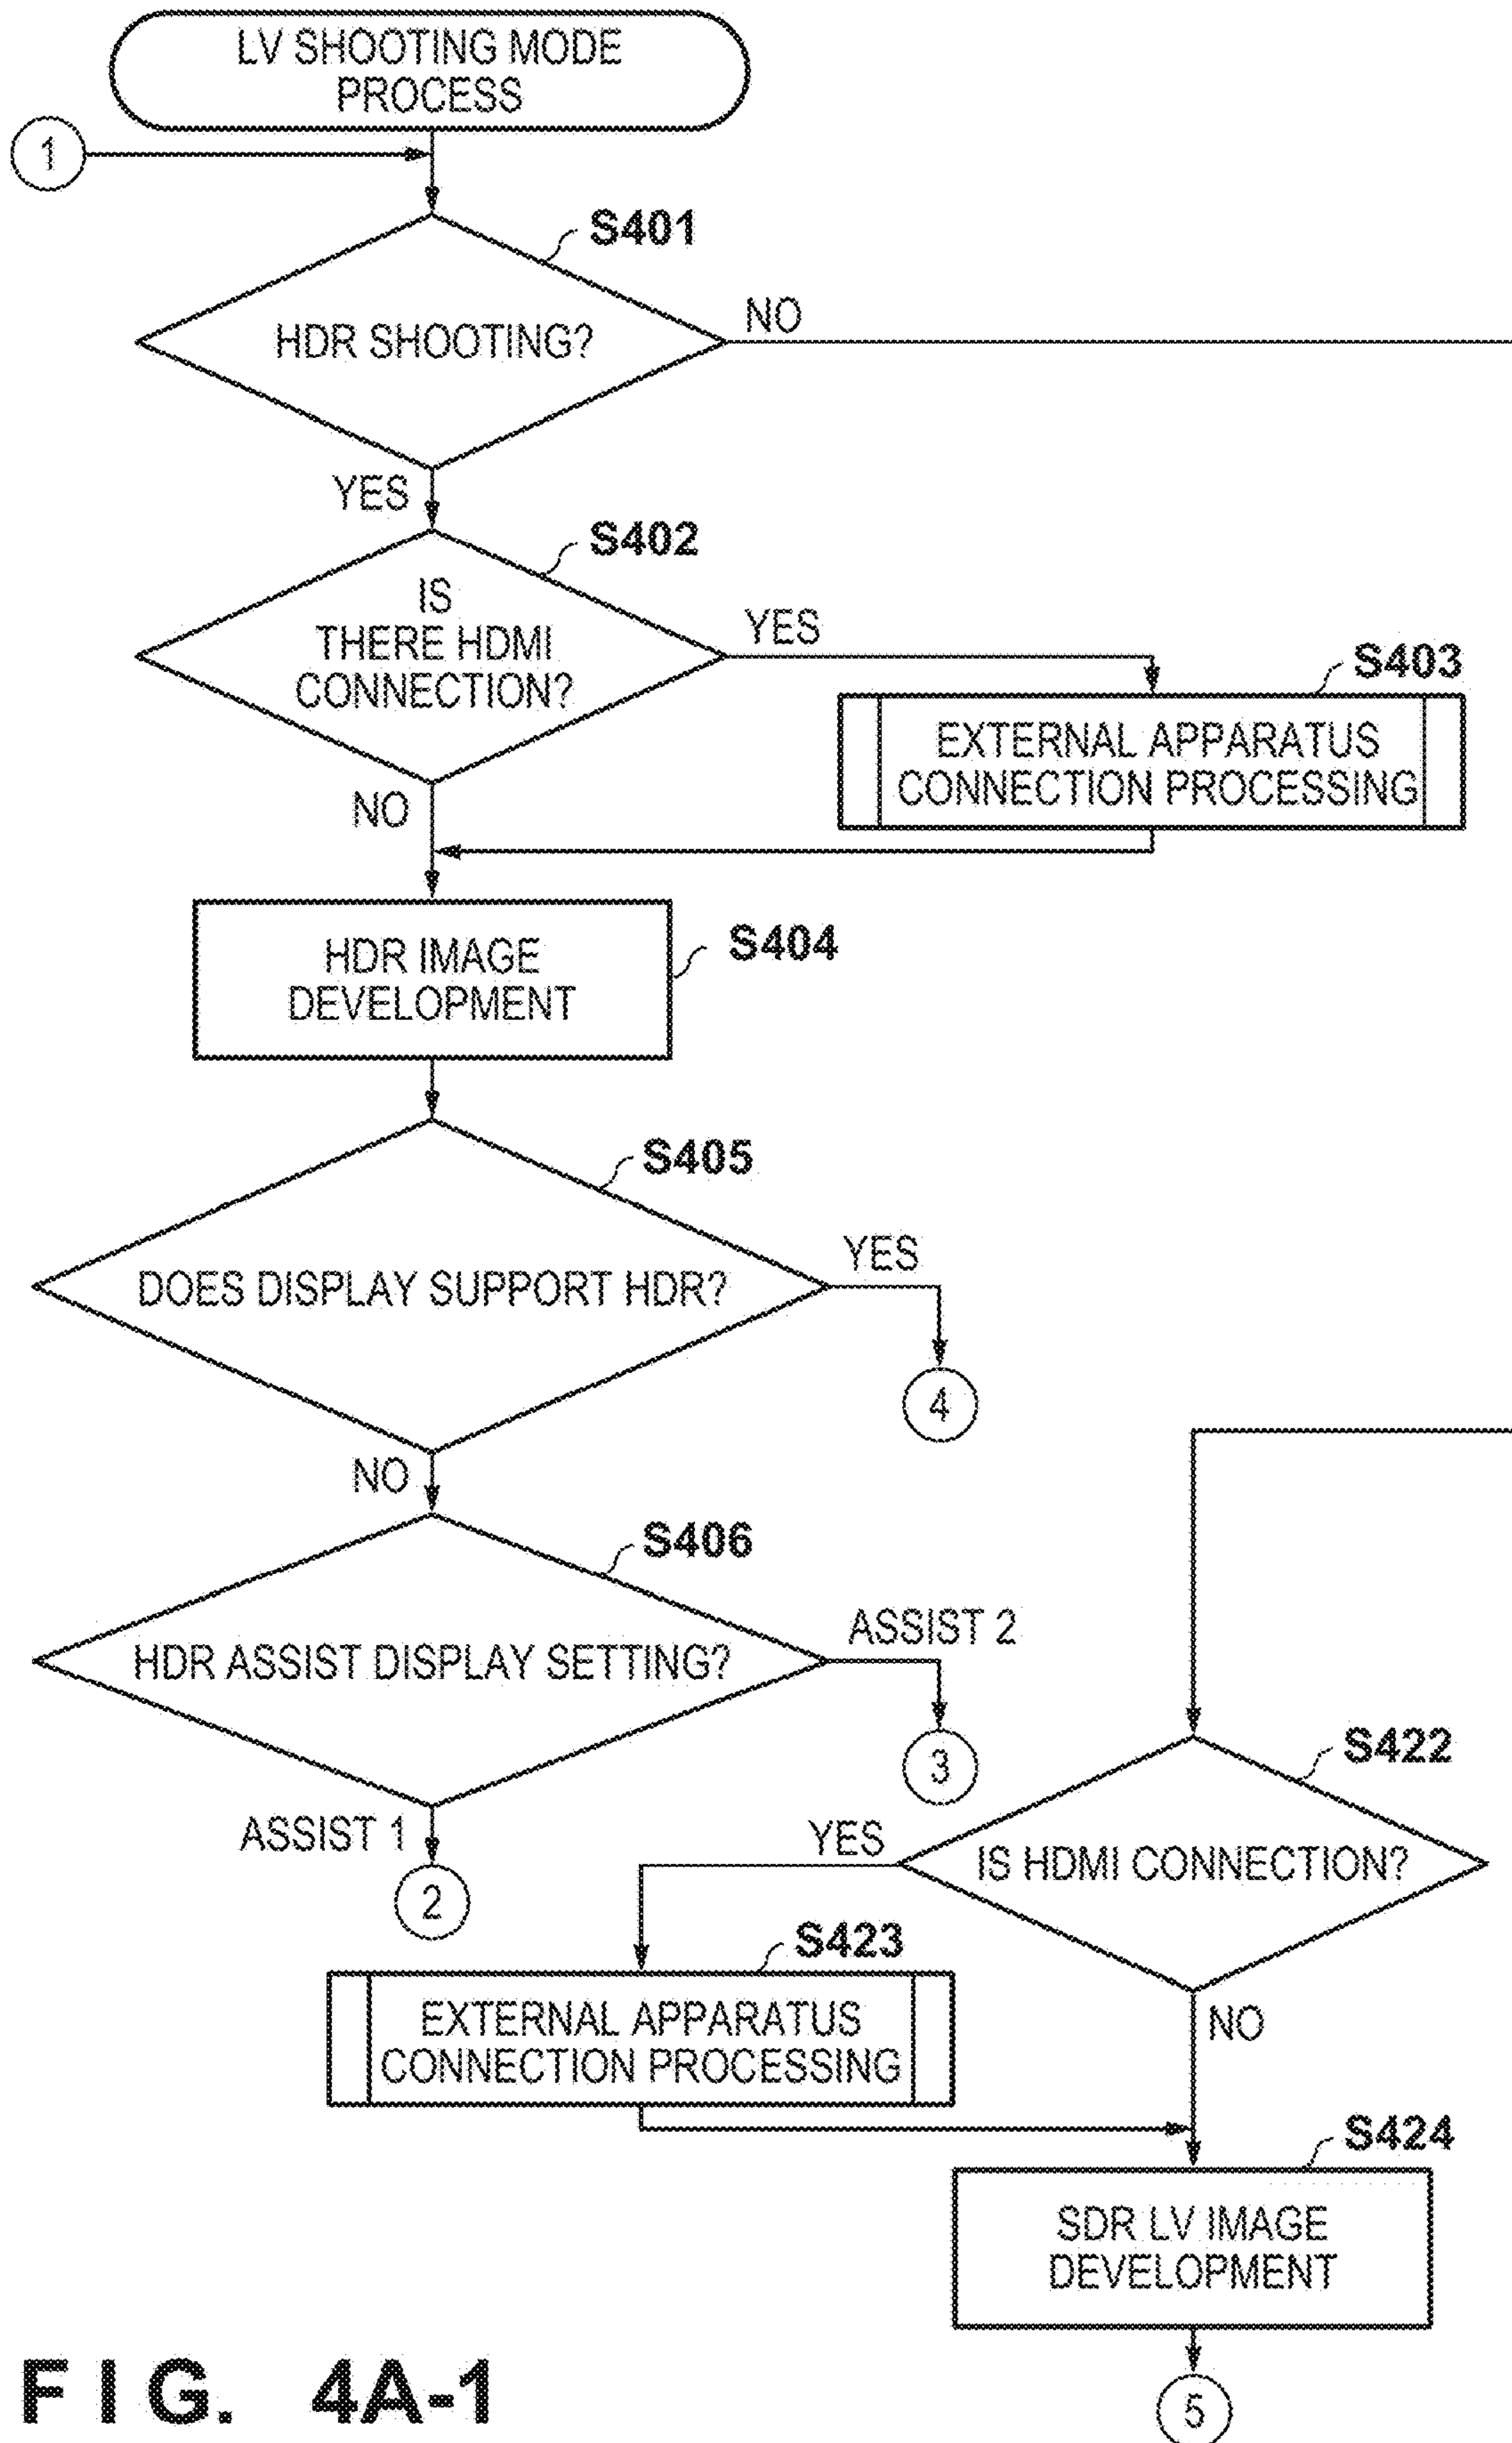 LV SHOOTING MODE
PROCESS
1
S401
HDR SHOOTING?
NO
YES
S402
IS
THERE HDMI
CONNECTION?
YES
S403
EXTERNAL APPARATUS
CONNECTION PROCESSING
NO
HDR IMAGE
DEVELOPMENT
S404
S405
DOES DISPLAY SUPPORT HDR?
YES
4
NO
S406
HDR ASSIST DISPLAY SETTING?
ASSIST 2
3
ASSIST 1
2
S422
IS HDMI CONNECTION?
YES
S423
EXTERNAL APPARATUS
CONNECTION PROCESSING
NO
S424
SDR LV IMAGE
DEVELOPMENT
5
FIG. 4A-1